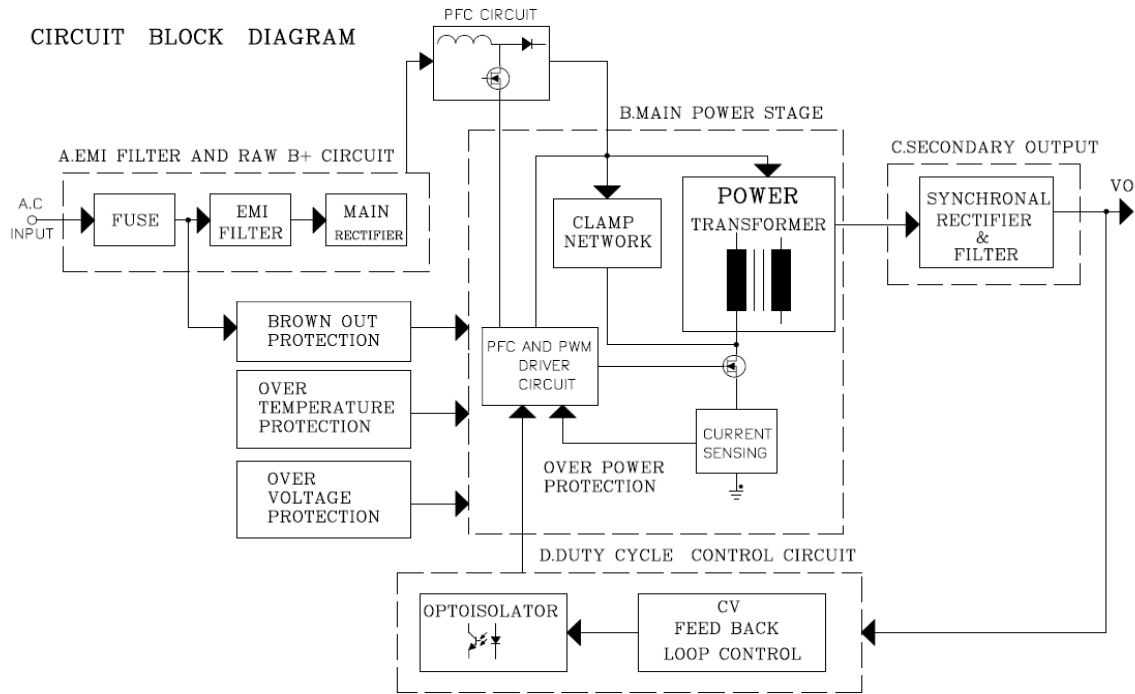 CIRCUIT BLOCK DIAGRAM
PFC CIRCUIT
B.MAIN POWER STAGE
A.EMI FILTER AND RAW B+ CIRCUIT
C.SECONDARY OUTPUT
A.C
INPUT
FUSE
EMI
FILTER
MAIN
RECTIFIER
CLAMP
NETWORK
POWER
TRANSFORMER
SYNCHRONAL
RECTIFIER
&
FILTER
VO
BROWN OUT
PROTECTION
PFC AND PWM
DRIVER
CIRCUIT
OVER
TEMPERATURE
PROTECTION
CURRENT
SENSING
OVER POWER
PROTECTION
OVER
VOLTAGE
PROTECTION
D.DUTY CYCLE CONTROL CIRCUIT
OPTOISOLATOR
CV
FEED BACK
LOOP CONTROL